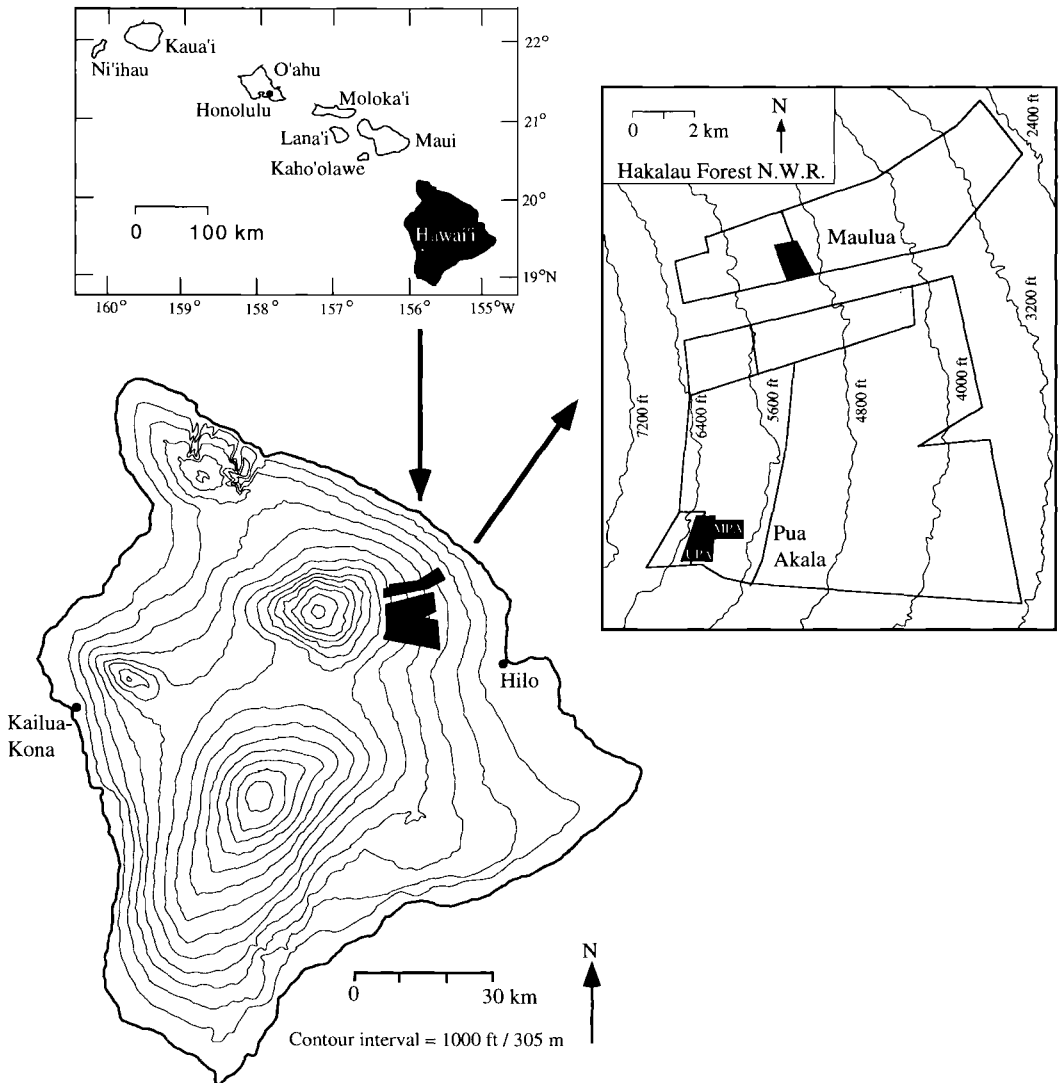 22°
Kaua'i
Ni'ihau
O'ahu
Honolulu
Moloka'i
21°
Lana'i
Maui
Kaho'olawe
20°
0 100 km
Hawai'i
19°N
160° 159° 158° 157° 156° 155°W
0 2 km
N
Hakalau Forest N.W.R.
2400 ft
Maulua
3200 ft
7200 ft
6400 ft
5600 ft
4800 ft
4000 ft
MPA
UPA
Pua
Akala
Hilo
Kailua-
Kona
0 30 km
N
Contour interval = 1000 ft / 305 m